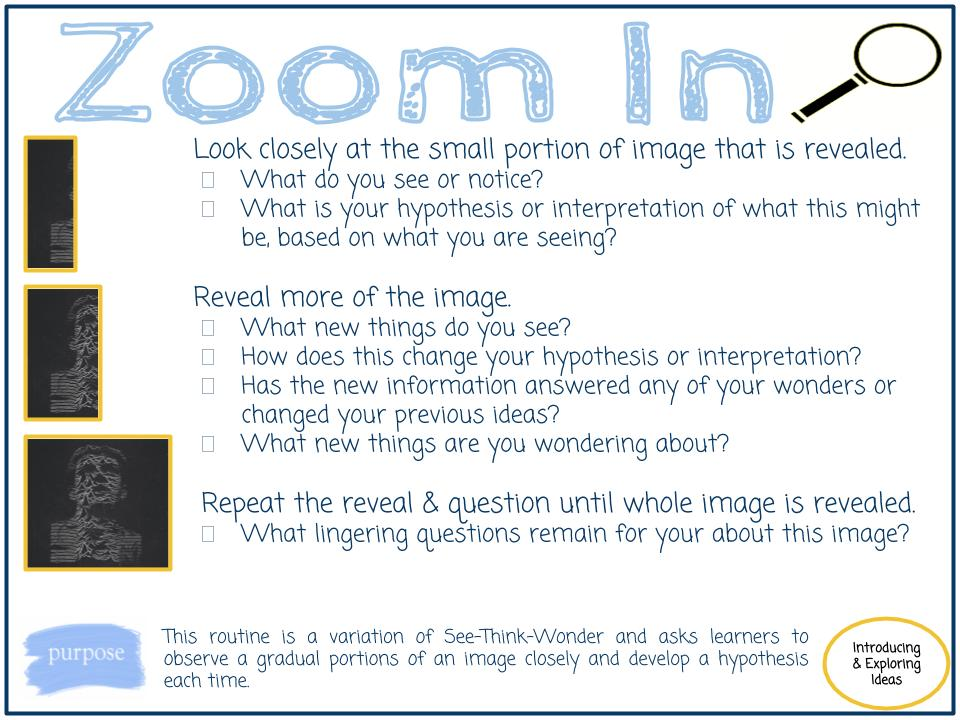 Zoom In
Look closely at the small portion of image that is revealed.
What do you see or notice?
What is your hypothesis or interpretation of what this might
be, based on what you are seeing?
Reveal more of the image.
What new things do you see?
How does this change your hypothesis or interpretation?
Has the new information answered any of your wonders or
changed your previous ideas?
What new things are you wondering about?
Repeat the reveal & question until whole image is revealed.
What lingering questions remain for your about this image?
purpose
This routine is a variation of See-Think-Wonder and asks learners to
observe a gradual portions of an image closely and develop a hypothesis
each time.
Introducing
& Exploring
Ideas